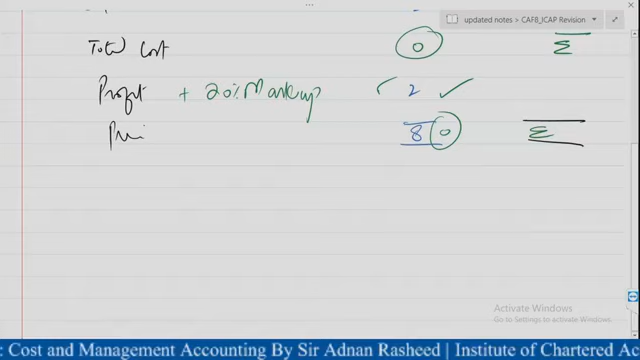 updated notes > CAF8_ICAP Revision
Total Cost 0 Σ
Profit + 20% Markup 2 ✓
Pri 8 0 Σ
Activate Windows
Go to Settings to activate Windows.
: Cost and Management Accounting By Sir Adnan Rasheed | Institute of Chartered Ac